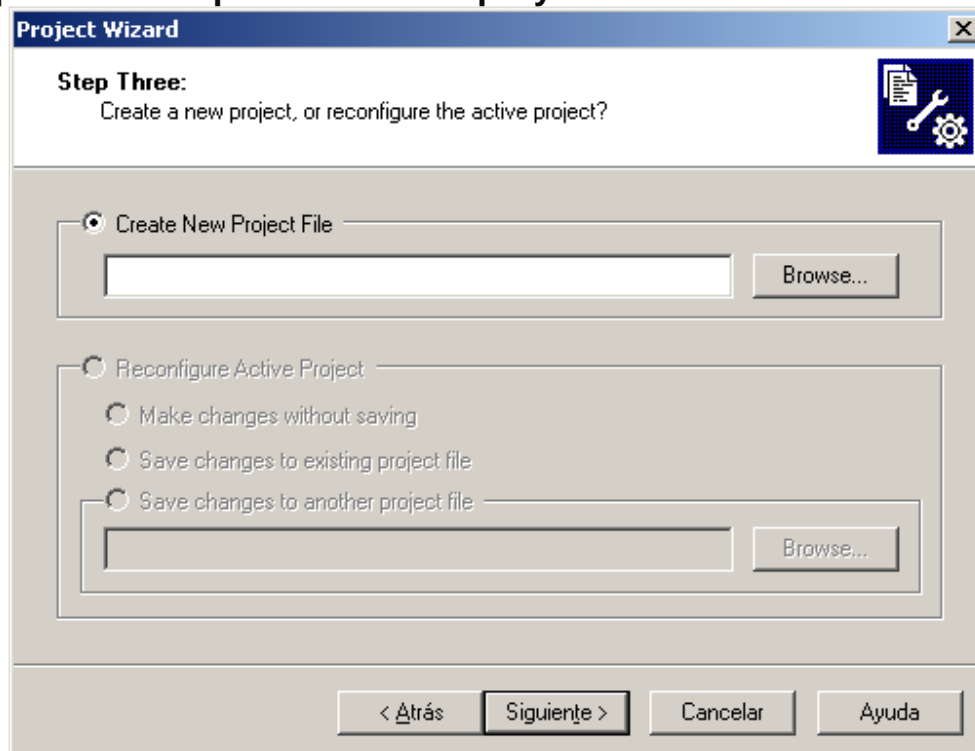 Project Wizard
Step Three:
Create a new project, or reconfigure the active project?
Create New Project File
Browse...
Reconfigure Active Project
Make changes without saving
Save changes to existing project file
Save changes to another project file
Browse...
< Atrás Siguiente > Cancelar Ayuda